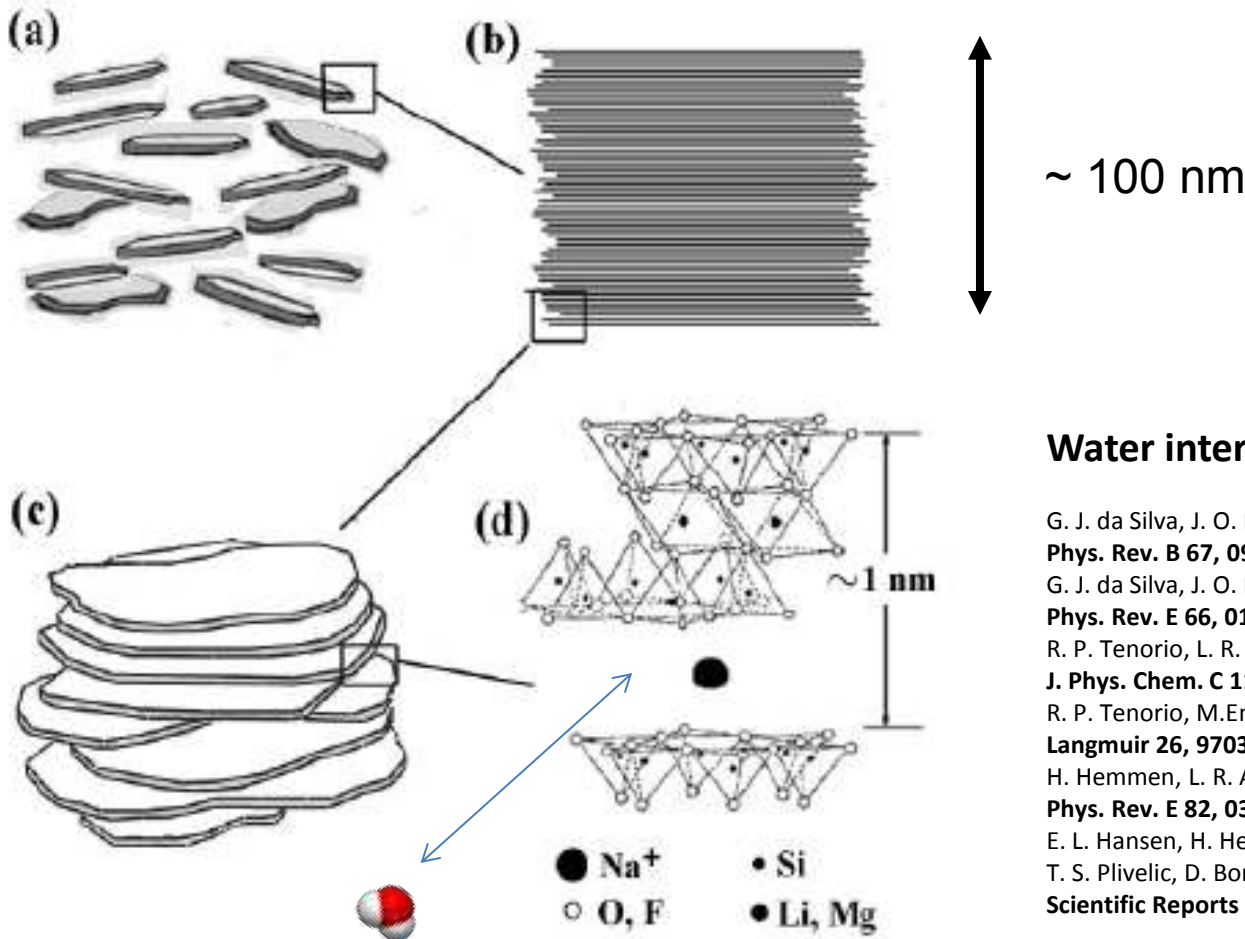 (a)
(b)
~ 100 nm
(c)
(d)
~1 nm
Na+ • Si
O, F • Li, Mg
Water inter
G. J. da Silva, J. O.
Phys. Rev. B 67, 09
G. J. da Silva, J. O.
Phys. Rev. E 66, 01
R. P. Tenorio, L. R.
J. Phys. Chem. C 1
R. P. Tenorio, M.En
Langmuir 26, 9703
H. Hemmen, L. R. A
Phys. Rev. E 82, 03
E. L. Hansen, H. He
T. S. Plivelic, D. Bor
Scientific Reports